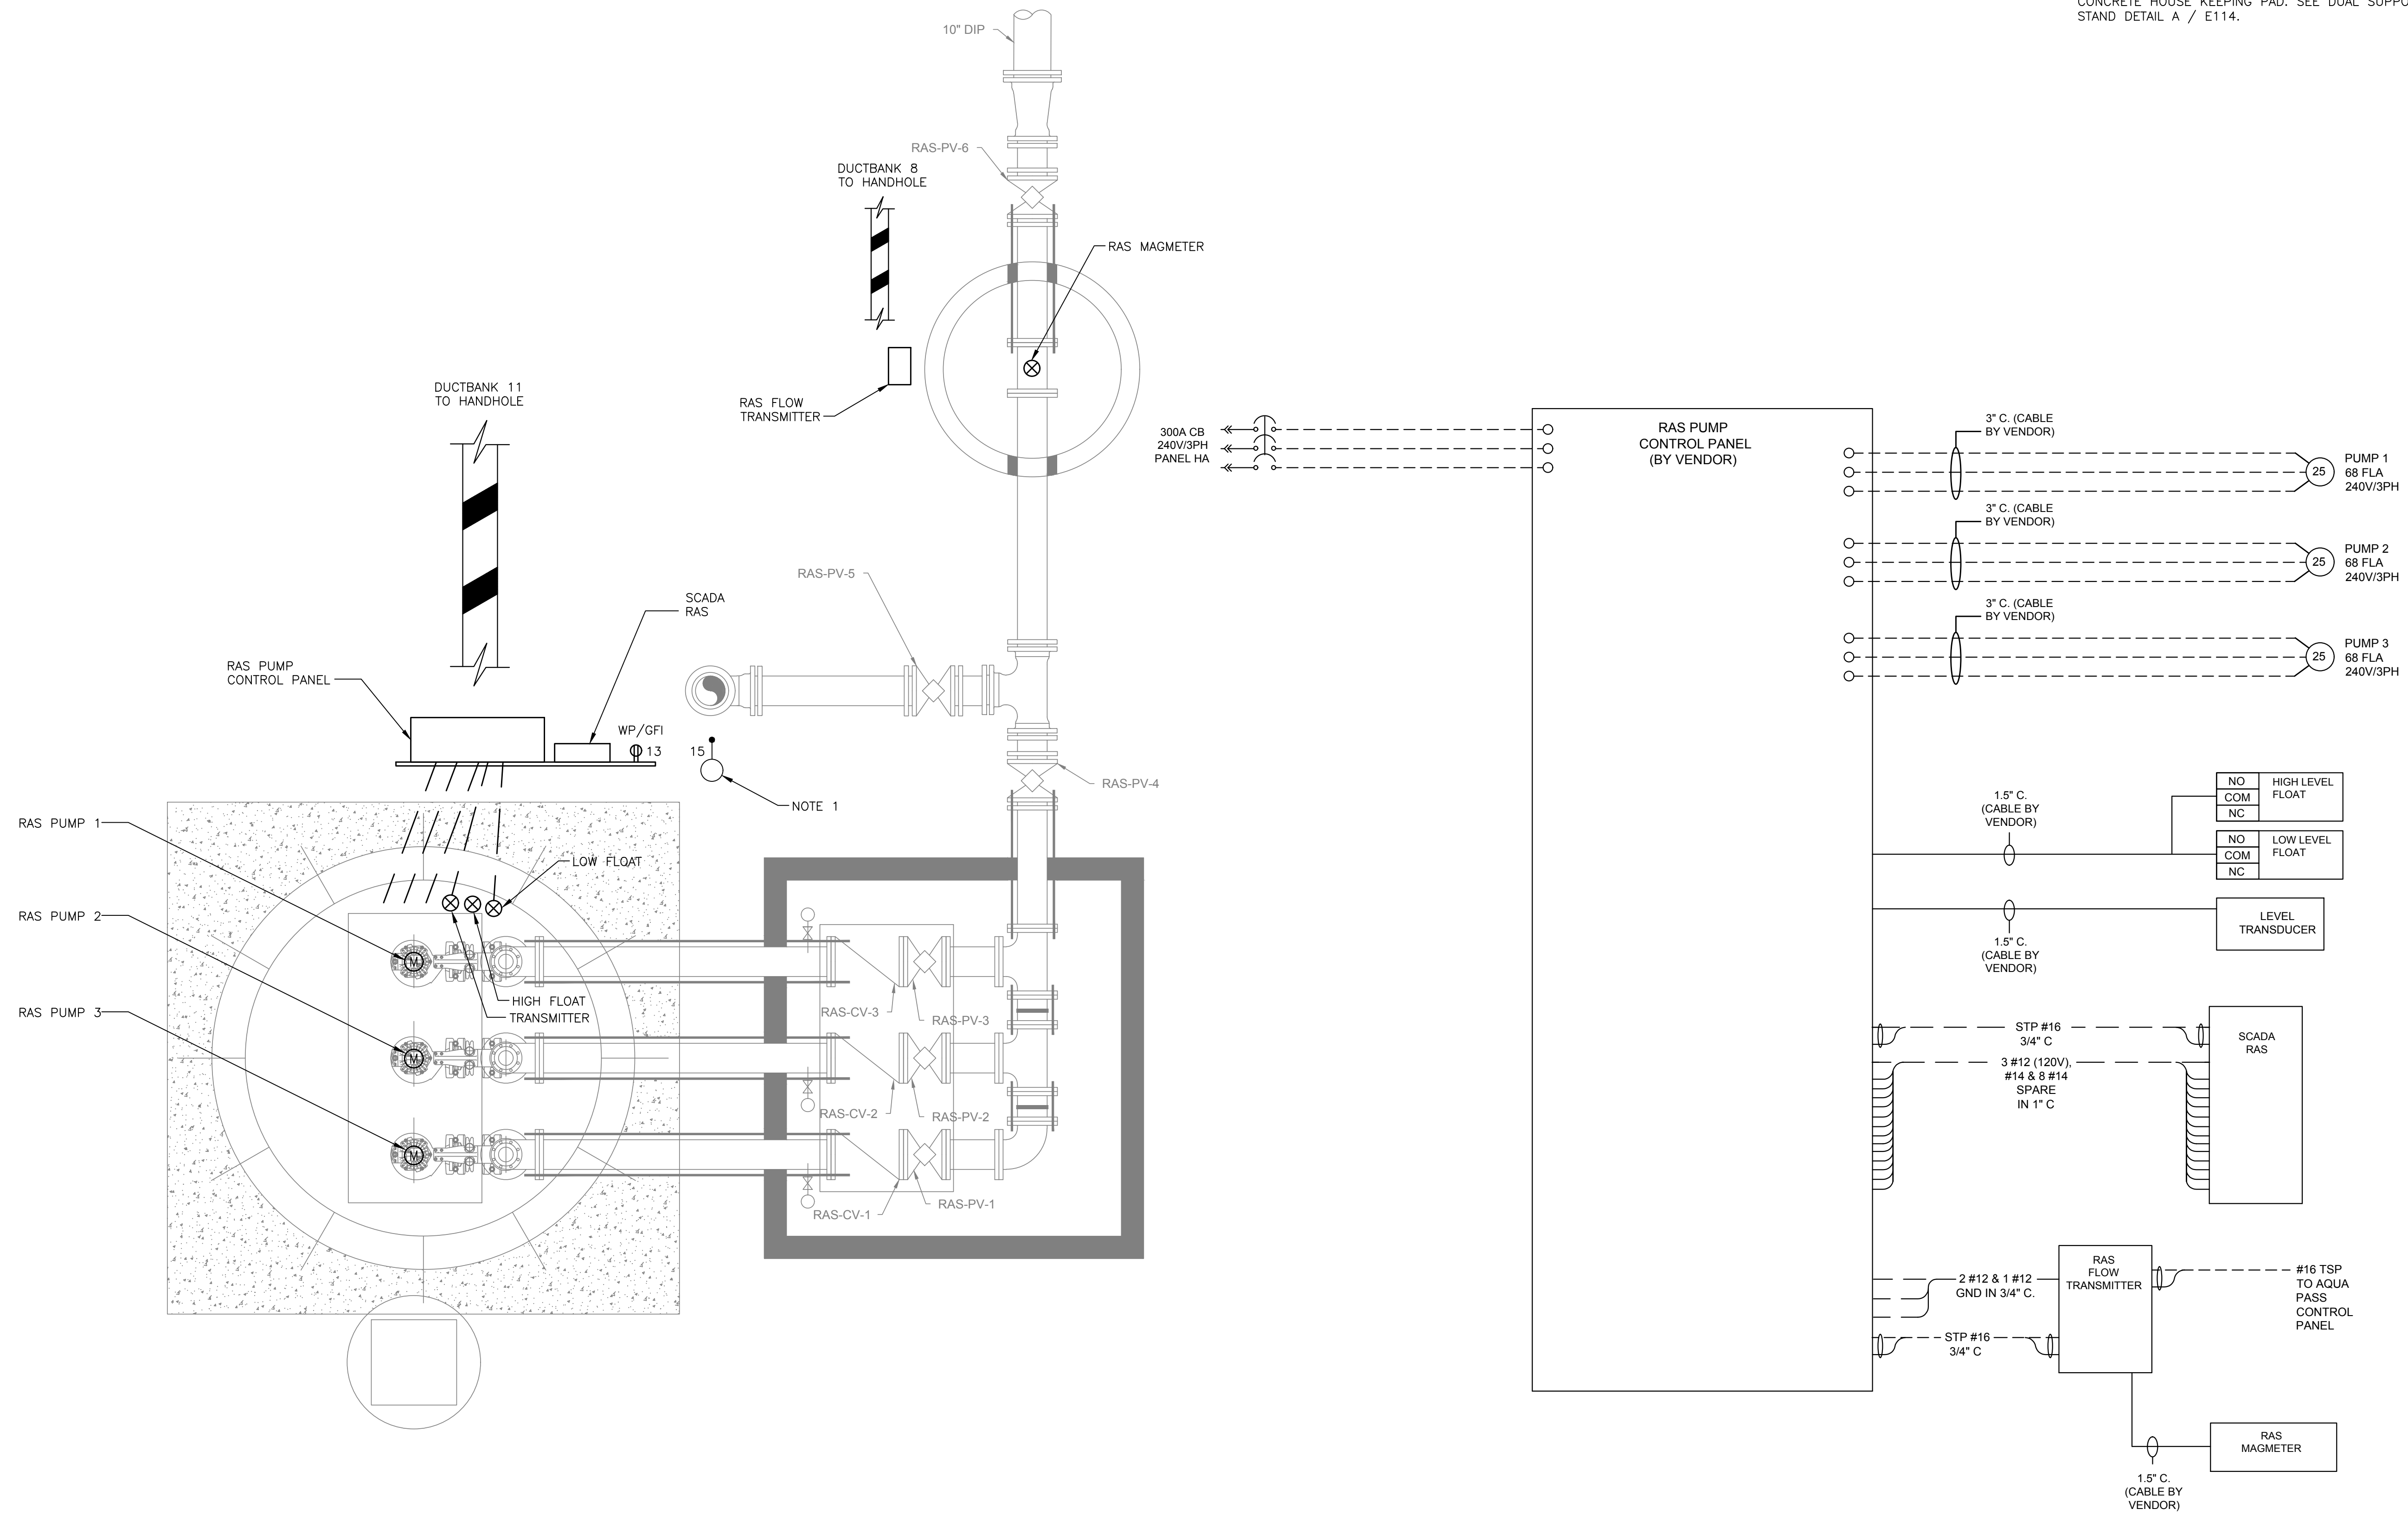 CONCRETE HOUSE KEEPING PAD. SEE DUAL
STAND DETAIL A / E114.
10" DIP
RAS-PV-6
DUCTBANK 8
TO HANDHOLE
RAS MAGMETER
RAS FLOW
TRANSMITTER
DUCTBANK 11
TO HANDHOLE
RAS-PV-5
SCADA
RAS
RAS PUMP
CONTROL PANEL
WP/GFI
13
15
NOTE 1
RAS-PV-4
RAS PUMP 1
LOW FLOAT
RAS PUMP 2
M
HIGH FLOAT
TRANSMITTER
RAS PUMP 3
M
M
RAS-CV-3
RAS-PV-3
RAS-CV-2
RAS-PV-2
RAS-CV-1
RAS-PV-1
300A CB
240V/3PH
PANEL HA
RAS PUMP
CONTROL PANEL
(BY VENDOR)
3" C. (CABLE
BY VENDOR)
25
PUMP 1
68 FLA
240V/3PH
3" C. (CABLE
BY VENDOR)
25
PUMP 2
68 FLA
240V/3PH
3" C. (CABLE
BY VENDOR)
25
PUMP 3
68 FLA
240V/3PH
1.5" C.
(CABLE BY
VENDOR)
NO
COM
NC
HIGH LEVEL
FLOAT
NO
COM
NC
LOW LEVEL
FLOAT
1.5" C.
(CABLE BY
VENDOR)
LEVEL
TRANSDUCER
STP #16
3/4" C
3 #12 (120V),
#14 & 8 #14
SPARE
IN 1" C
SCADA
RAS
2 #12 & 1 #12
GND IN 3/4" C.
STP #16
3/4" C
RAS
FLOW
TRANSMITTER
#16 TSP
TO AQUA
PASS
CONTROL
PANEL
RAS
MAGMETER
1.5" C.
(CABLE BY
VENDOR)